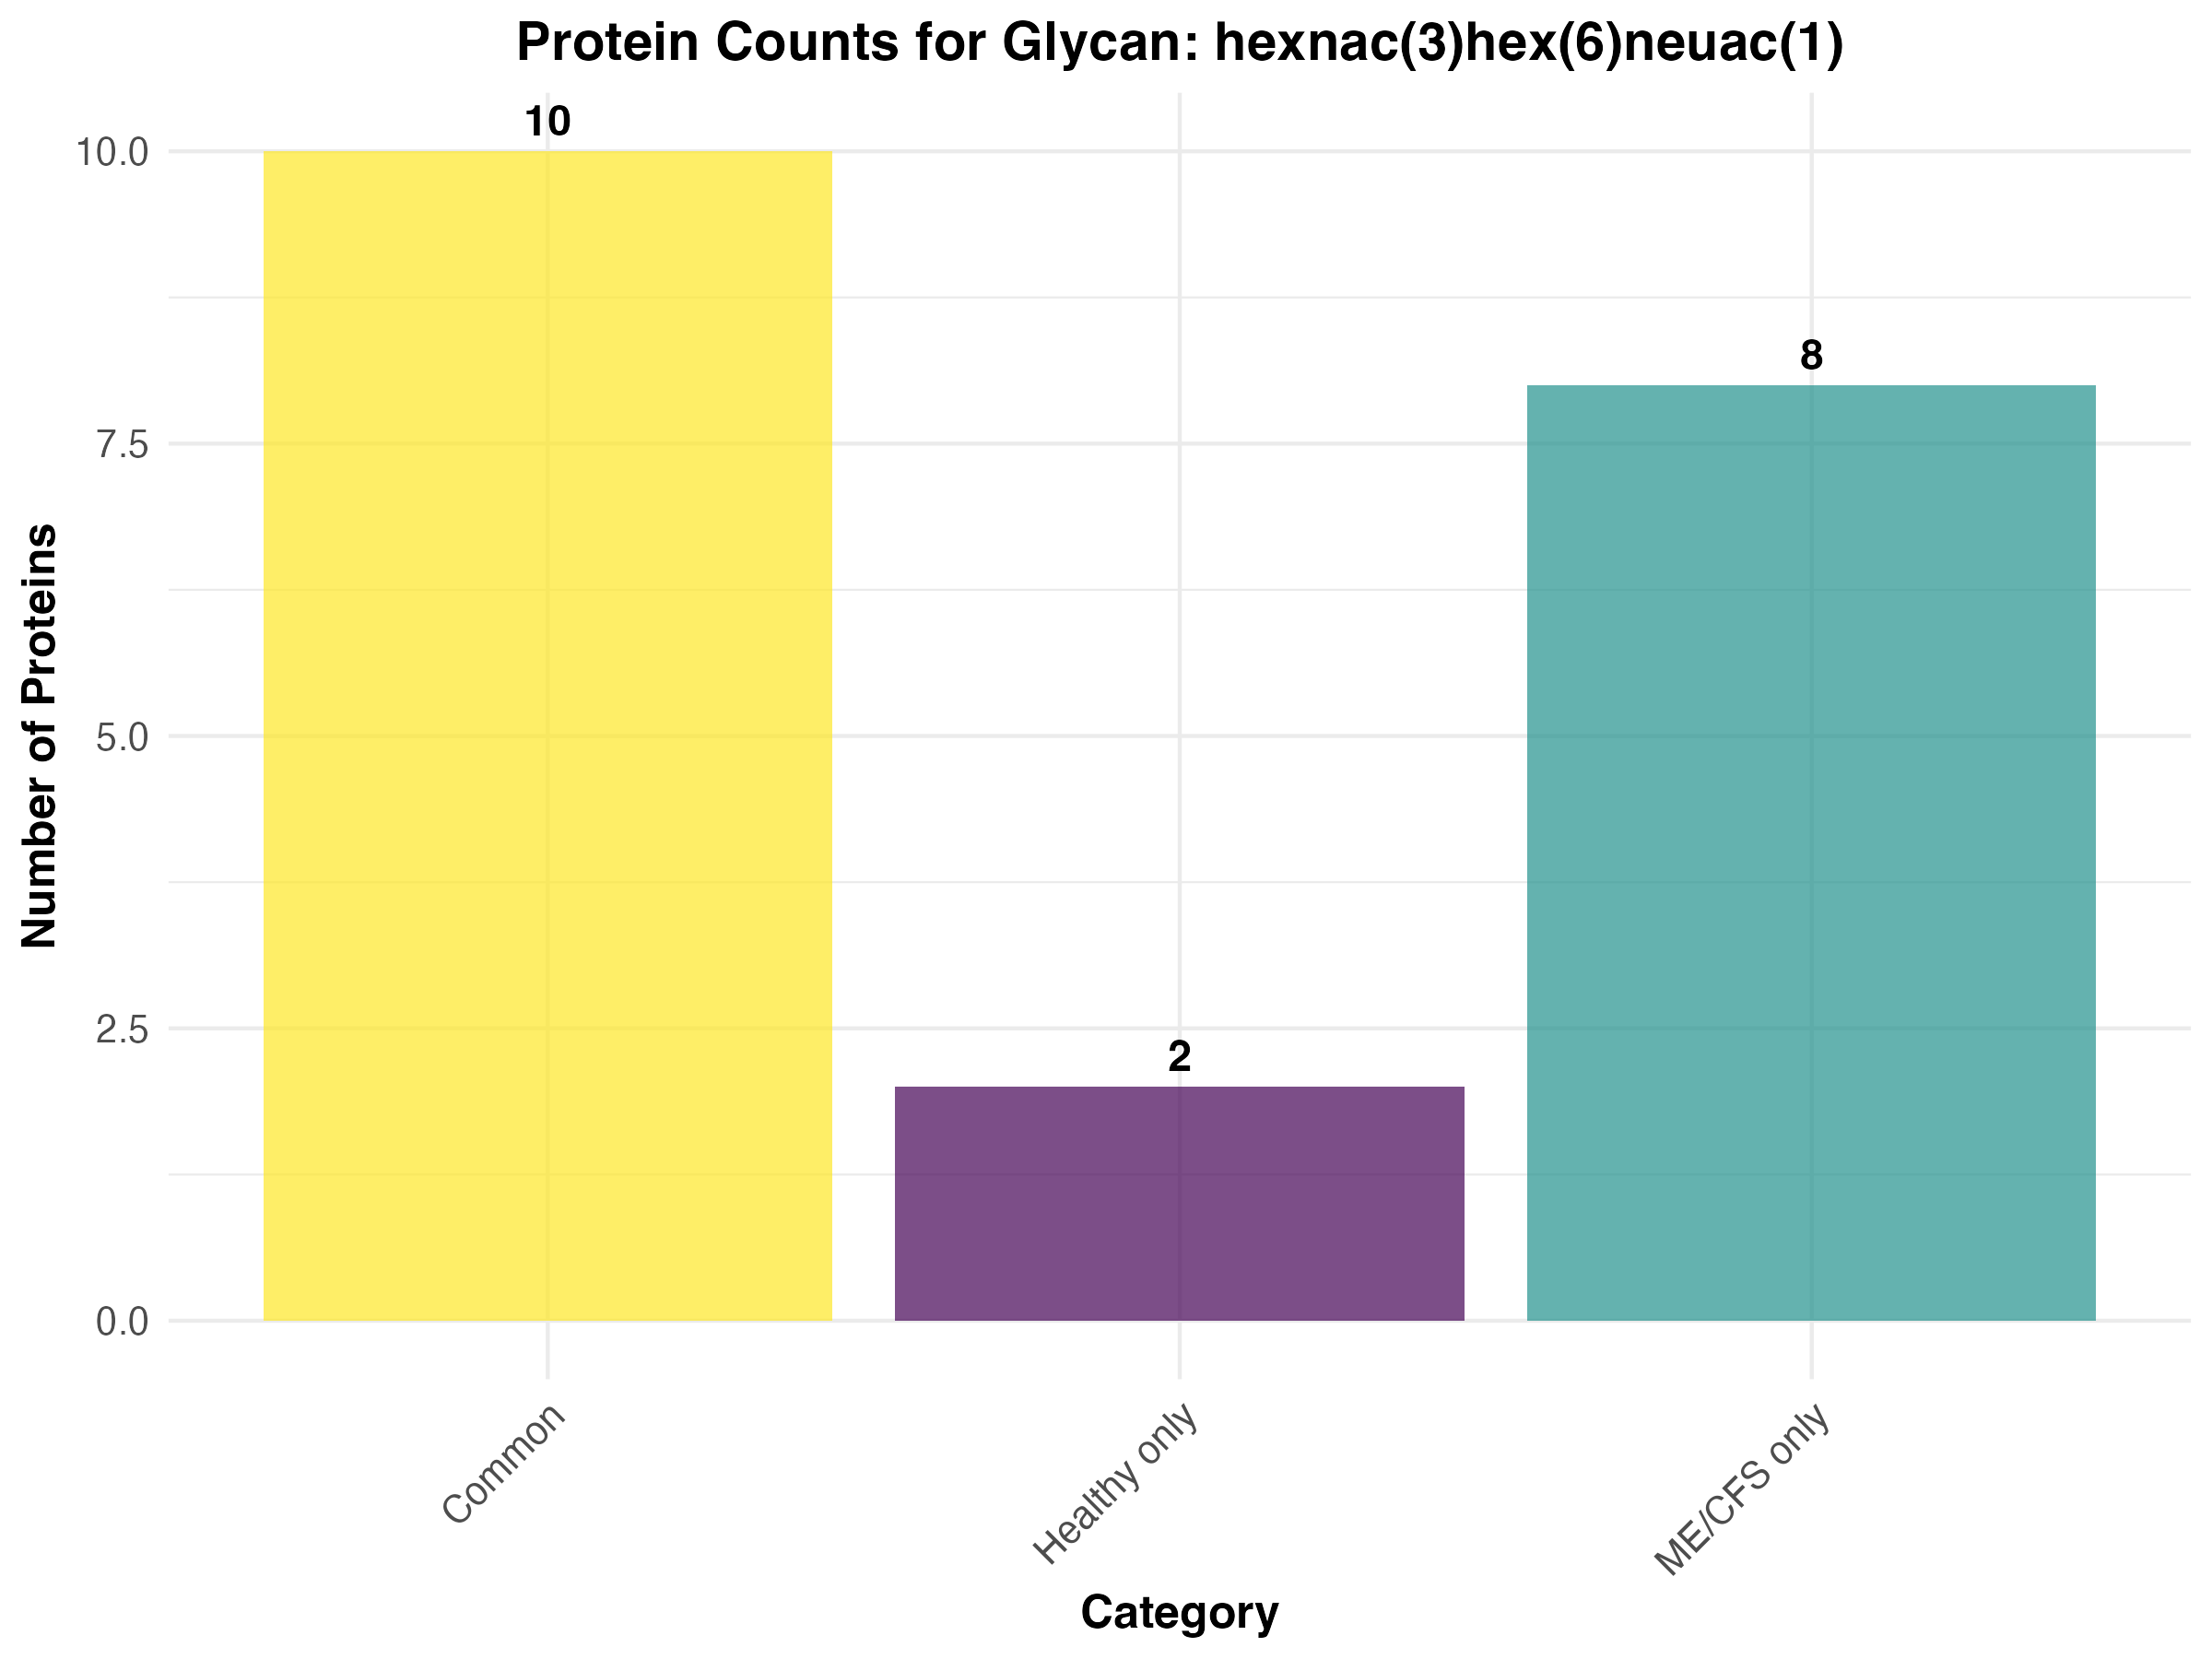 Protein Counts for Glycan: hexnac(3)hex(6)neuac(1)
10
10.0
8
7.5
5.0
2.5
2
0.0
Number of Proteins
Common
Healthy only
ME/CFS only
Category